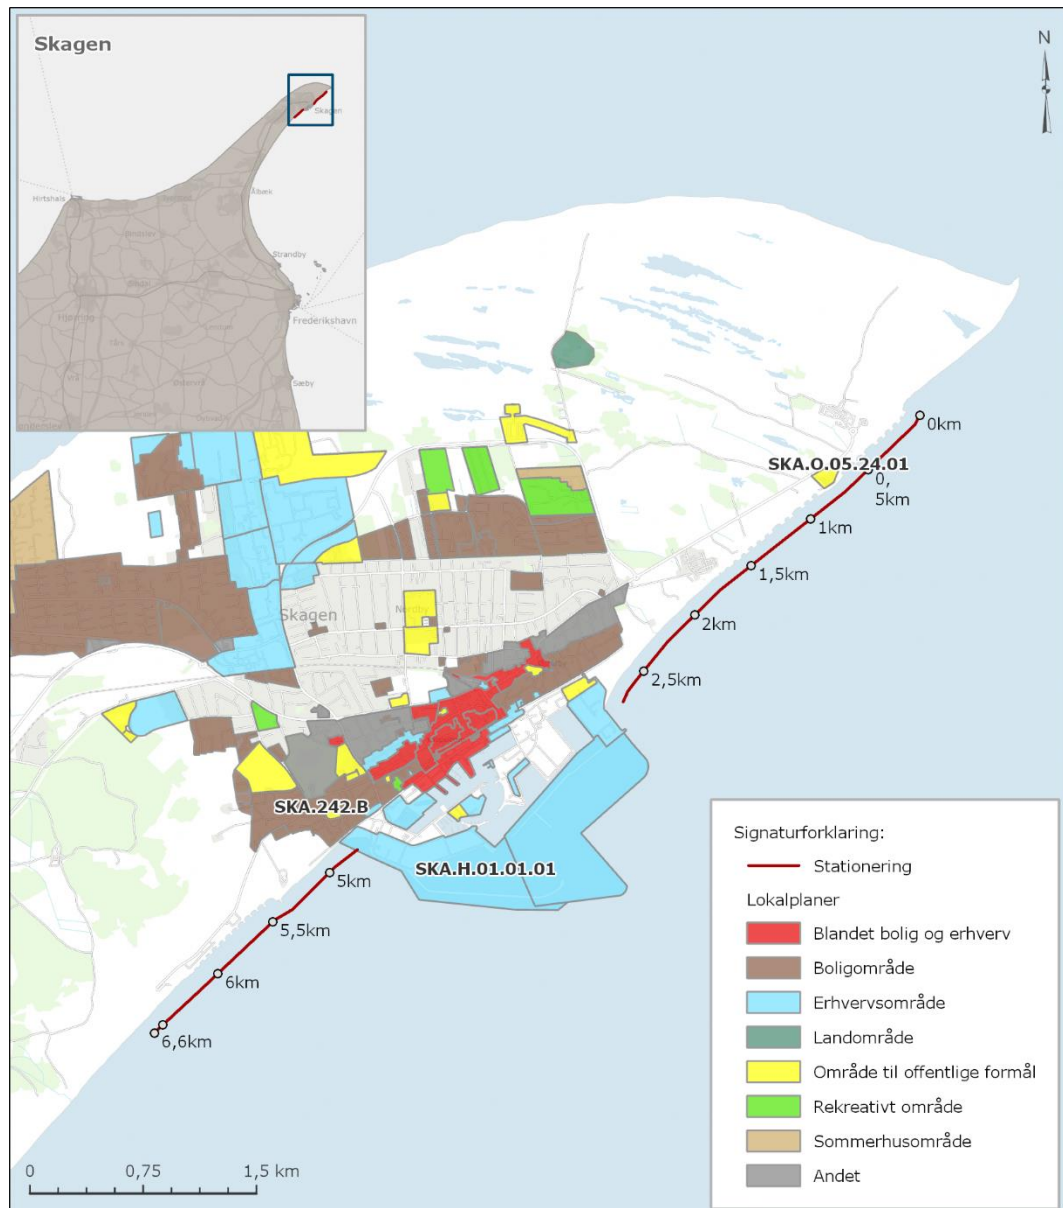 Skagen
N
Skagen
Hirtshals
Ålbæk
Strandby
Hjørring
Frederikshavn
Tårs
Vrå
Sæby
0km
SKA.O.05.24.01
0,
5km
1km
1,5km
Nordby
Skagen
2km
2,5km
SKA.242.B
SKA.H.01.01.01
5km
5,5km
6km
6,6km
Signaturforklaring:
Stationering
Lokalplaner
Blandet bolig og erhverv
Boligområde
Erhvervsområde
Landområde
Område til offentlige formål
Rekreativt område
Sommerhusområde
Andet
0 0,75 1,5 km